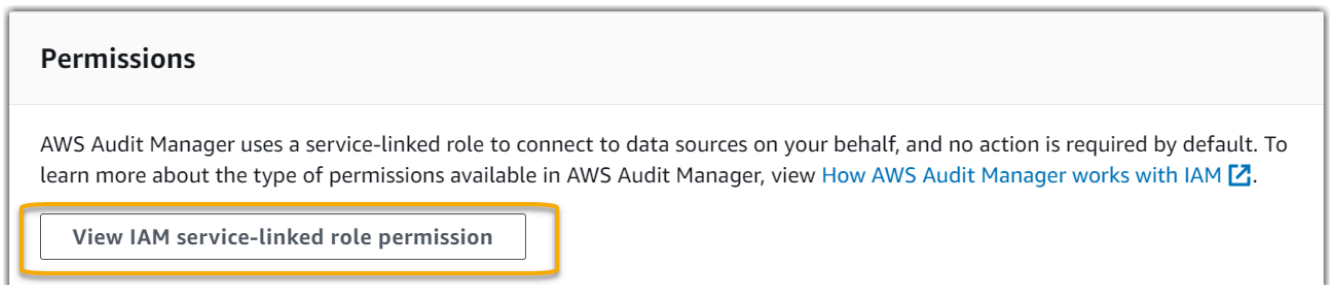 Permissions
AWS Audit Manager uses a service-linked role to connect to data sources on your behalf, and no action is required by default. To
learn more about the type of permissions available in AWS Audit Manager, view How AWS Audit Manager works with IAM.
View IAM service-linked role permission